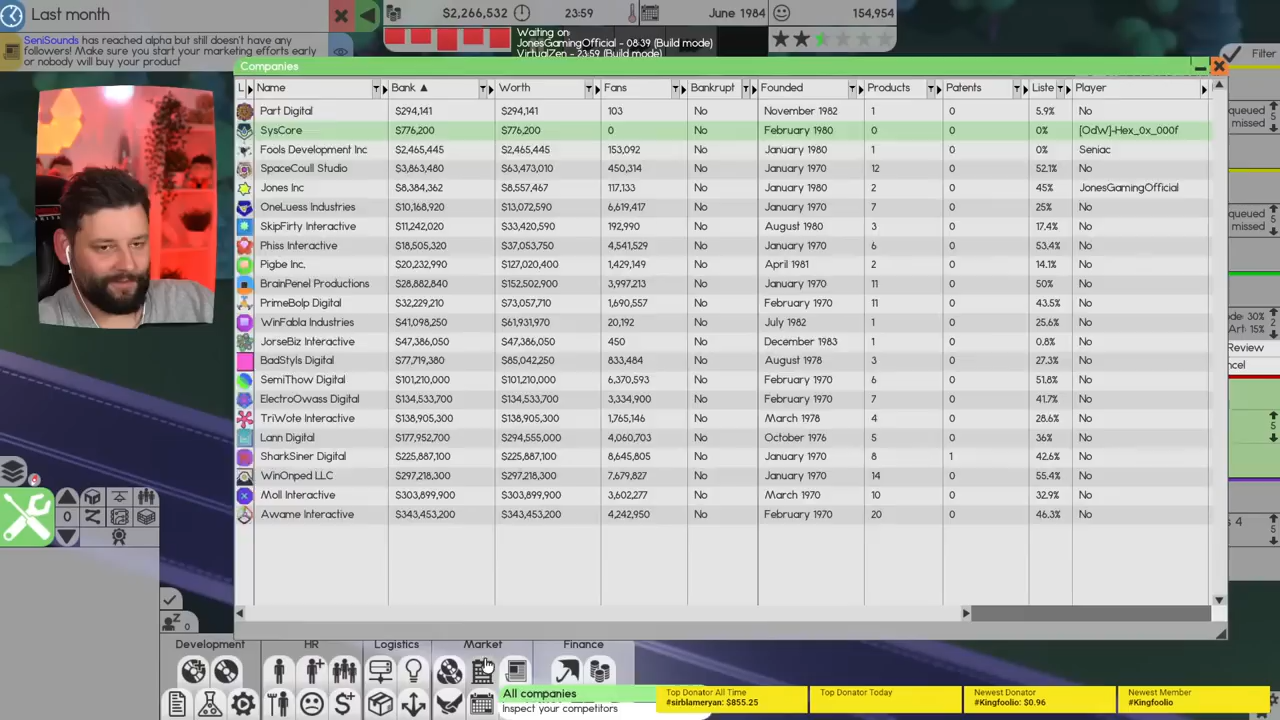 Last month
$2,266,532
23:59
June 1984
154,954
SeniSounds has reached alpha but still doesn't have any
followers! Make sure you start your marketing efforts early
or nobody will buy your product
Waiting on:
JonesGamingOfficial - 08:39 (Build mode)
VirtualZen - 23:59 (Build mode)
Filter
Companies
L Name Bank Worth Fans Bankrupt Founded Products Patents Liste Player
Part Digital $294,141 $294,141 103 No November 1982 1 5.9% No
SysCore $776,200 $776,200 0 No February 1980 0 0% [OdW]-Hex_0x_000f
Fools Development Inc $2,465,445 $2,465,445 153,092 No January 1980 0 1 0% Seniac
SpaceCoull Studio $3,863,480 $63,473,010 450,314 No January 1970 12 0 52.1% No
Jones Inc $8,384,362 $8,557,467 117,133 No January 1980 2 0 45% JonesGamingOfficial
OneLuess Industries $10,168,920 $13,072,590 6,619,417 No January 1970 7 0 25% No
SkipFirty Interactive $11,242,020 $33,420,590 192,990 No August 1980 3 0 17.4% No
Phiss Interactive $18,505,320 $37,053,750 4,541,529 No January 1970 6 0 53.4% No
Pigbe Inc. $20,232,990 $127,020,400 1,429,149 No April 1981 2 0 14.1% No
BrainPenel Productions $28,882,840 $152,502,900 3,997,213 No January 1970 11 0 50% No
PrimeBolp Digital $32,229,210 $73,057,710 1,690,557 No February 1970 11 0 43.5% No
WinFabla Industries $41,098,250 $61,931,970 20,192 No July 1982 1 0 25.6% No
JorseBiz Interactive $47,386,050 $47,386,050 450 No December 1983 1 0 0.8% No
BadStyls Digital $77,719,380 $85,042,250 833,484 No August 1978 3 0 27.3% No
SemiThow Digital $101,210,000 $101,210,000 6,370,593 No February 1970 6 0 51.8% No
ElectroOwass Digital $134,533,700 $134,533,700 3,334,900 No February 1970 7 0 41.7% No
TriWote Interactive $138,905,300 $138,905,300 1,765,146 No March 1978 4 0 28.6% No
Lann Digital $177,952,700 $294,555,000 4,060,703 No October 1976 5 0 36% No
SharkSiner Digital $225,887,100 $225,887,100 8,645,805 No January 1970 8 1 42.6% No
WinOnped LLC $297,218,300 $297,218,300 7,679,827 No January 1970 14 0 55.4% No
Moll Interactive $303,899,900 $303,899,900 3,602,277 No March 1970 10 0 32.9% No
Awame Interactive $343,453,200 $343,453,200 4,242,950 No February 1970 20 0 46.3% No
queued
missed
5
queued
missed
5
ode: 30%
Art: 15%
Review
ncel
5
s 4
5
0
0
Development
HR
Logistics
Market
Finance
All companies
Inspect your competitors
Top Donator All Time
#sirblameryan: $855.25
Top Donator Today
Newest Donator
#Kingfoolio: $0.96
Newest Member
#Kingfoolio